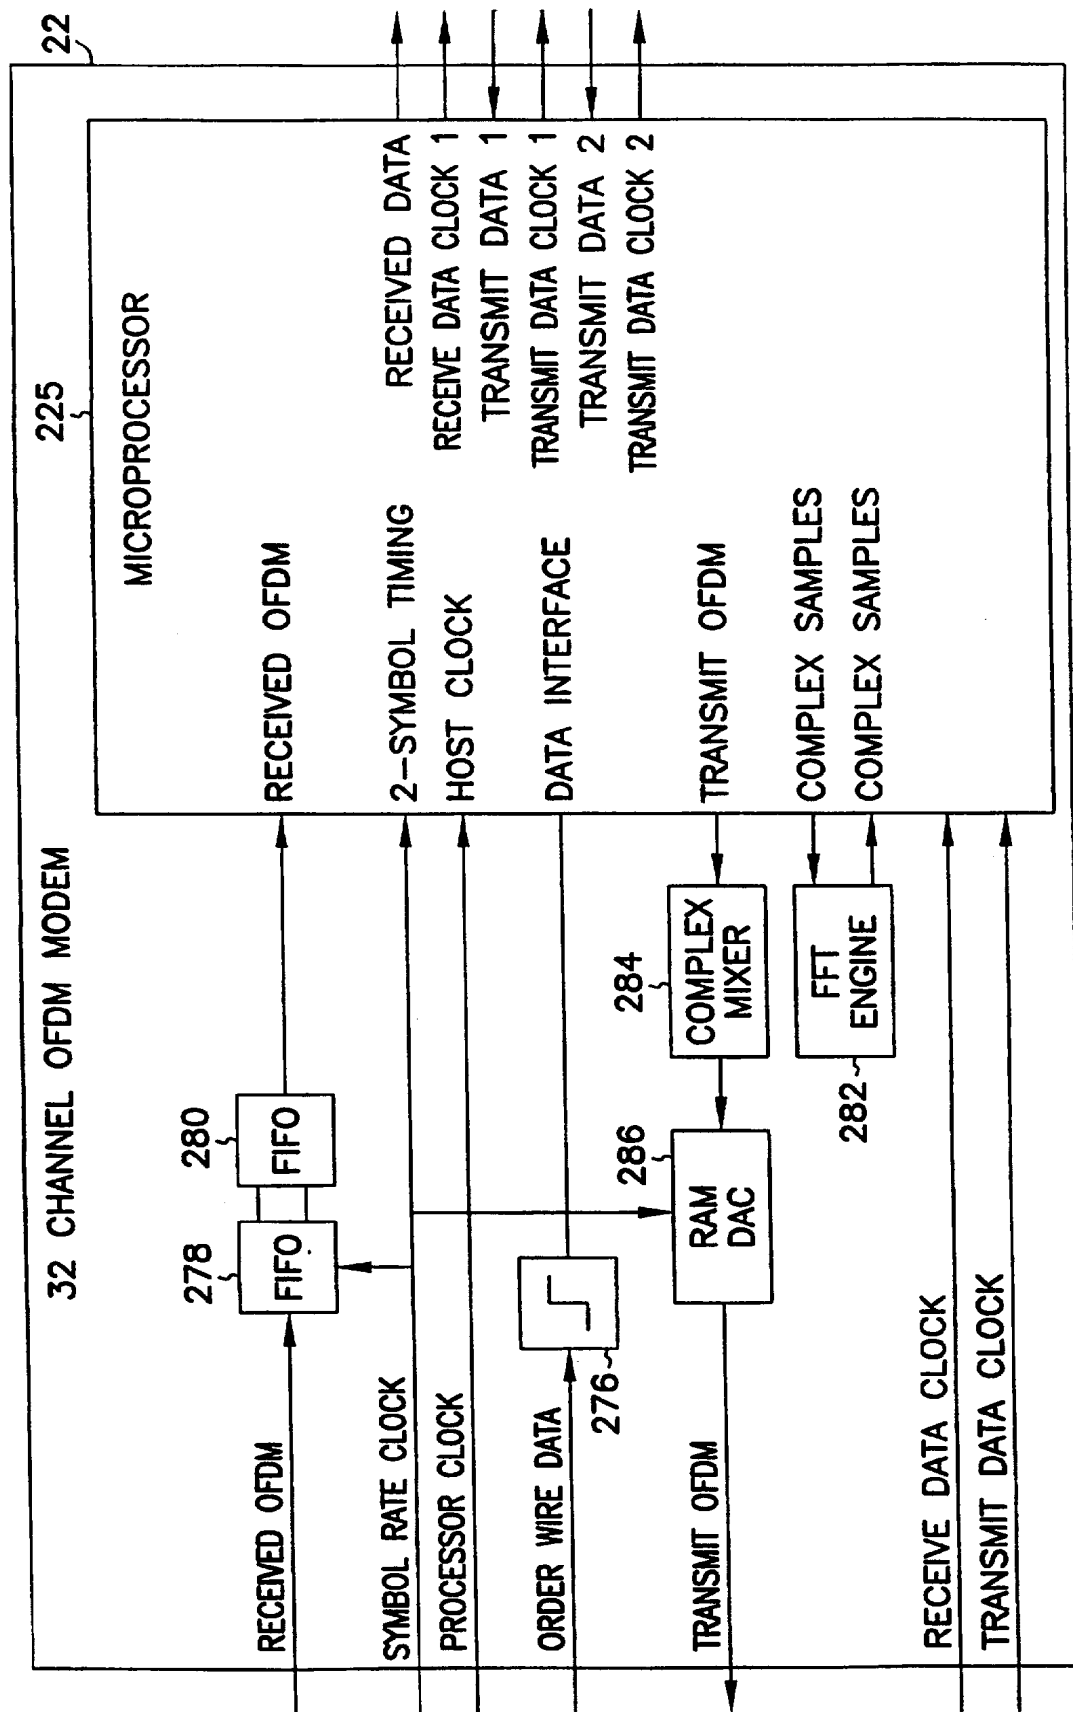 32 CHANNEL OFDM MODEM
22
225
MICROPROCESSOR
RECEIVED OFDM
278
FIFO
280
FIFO
RECEIVED OFDM
SYMBOL RATE CLOCK
2-SYMBOL TIMING
PROCESSOR CLOCK
HOST CLOCK
ORDER WIRE DATA
276
DATA INTERFACE
TRANSMIT OFDM
286
RAM
DAC
284
COMPLEX
MIXER
TRANSMIT OFDM
282
FFT
ENGINE
COMPLEX SAMPLES
COMPLEX SAMPLES
RECEIVE DATA CLOCK
TRANSMIT DATA CLOCK
RECEIVED DATA
RECEIVE DATA CLOCK 1
TRANSMIT DATA 1
TRANSMIT DATA CLOCK 1
TRANSMIT DATA 2
TRANSMIT DATA CLOCK 2